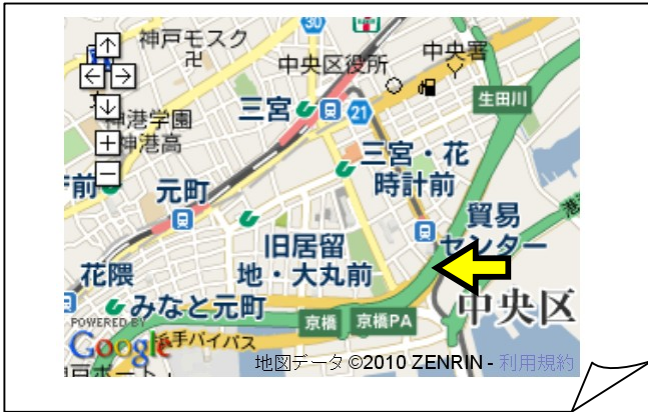 30
神戸モスク
中央署
中央区役所
生田川
三宮
21
神港学園
神港高
三宮・花
時計前
元町
貿易
センター
旧居留
地・大丸前
花隈
みなと元町
中央区
京橋
京橋PA
POWERED BY
Google
浜手バイパス
地図データ ©2010 ZENRIN - 利用規約